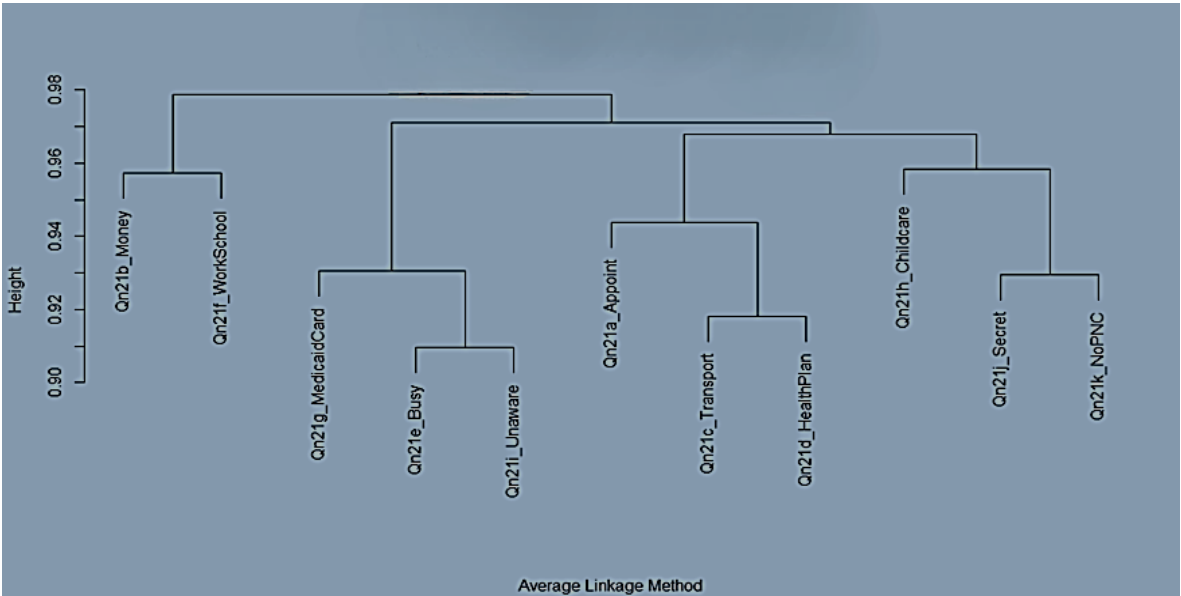 Height
0.98
0.96
0.94
0.92
0.90
Qn21b_Money
Qn21f_WorkSchool
Qn21g_MedicaidCard
Qn21e_Busy
Qn21i_Unaware
Qn21a_Appoint
Qn21c_Transport
Qn21d_HealthPlan
Qn21h_Childcare
Qn21j_Secret
Qn21k_NoPNC
Average Linkage Method